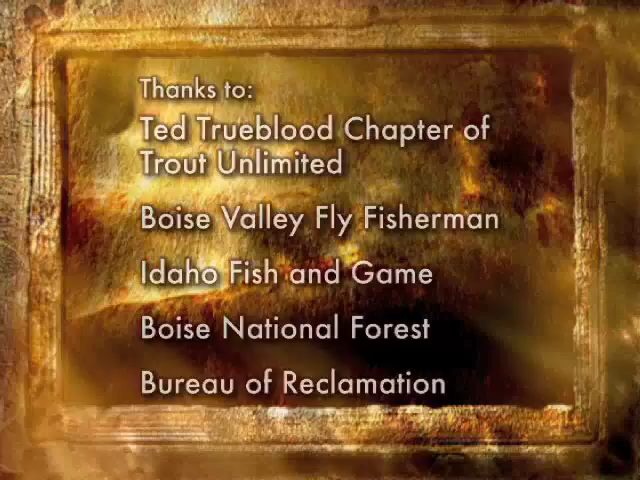 Thanks to:
Ted Trueblood Chapter of
Trout Unlimited
Boise Valley Fly Fisherman
Idaho Fish and Game
Boise National Forest
Bureau of Reclamation